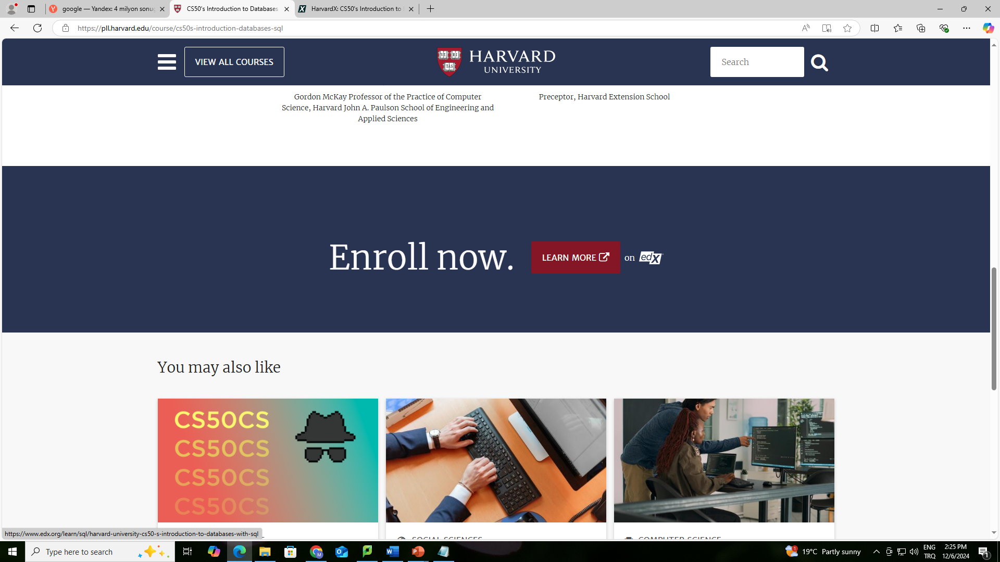 google — Yandex: 4 milyon sonuç
CS50's Introduction to Databases
HarvardX: CS50's Introduction to
https://pll.harvard.edu/course/cs50s-introduction-databases-sql
VIEW ALL COURSES
VE RI TAS
HARVARD
UNIVERSITY
Search
Gordon McKay Professor of the Practice of Computer
Science, Harvard John A. Paulson School of Engineering and
Applied Sciences
Preceptor, Harvard Extension School
Enroll now.
LEARN MORE
on edX
You may also like
CS50CS
CS50CS
CS50CS
CS50CS
SOCIAL SCIENCES
COMPUTER SCIENCE
https://www.edx.org/learn/sql/harvard-university-cs50-s-introduction-to-databases-with-sql
Type here to search
19°C Partly sunny
ENG
TRQ
2:25 PM
12/6/2024
1